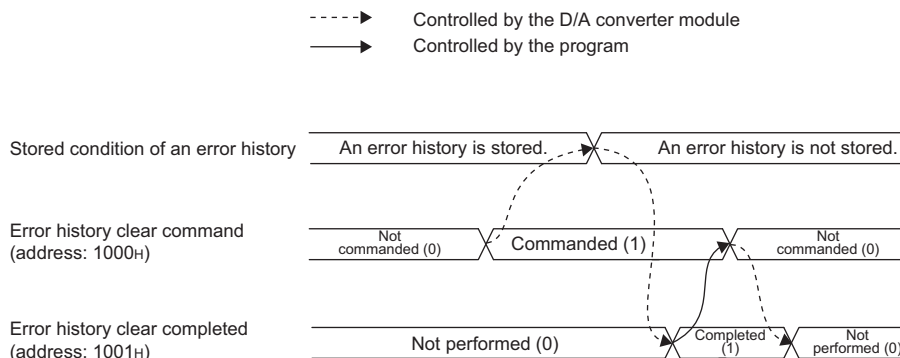 Controlled by the D/A converter module
Controlled by the program
Stored condition of an error history
An error history is stored.
An error history is not stored.
Error history clear command
(address: 1000H)
Not
commanded (0)
Commanded (1)
Not
commanded (0)
Error history clear completed
(address: 1001H)
Not performed (0)
Completed
(1)
Not
performed (0)